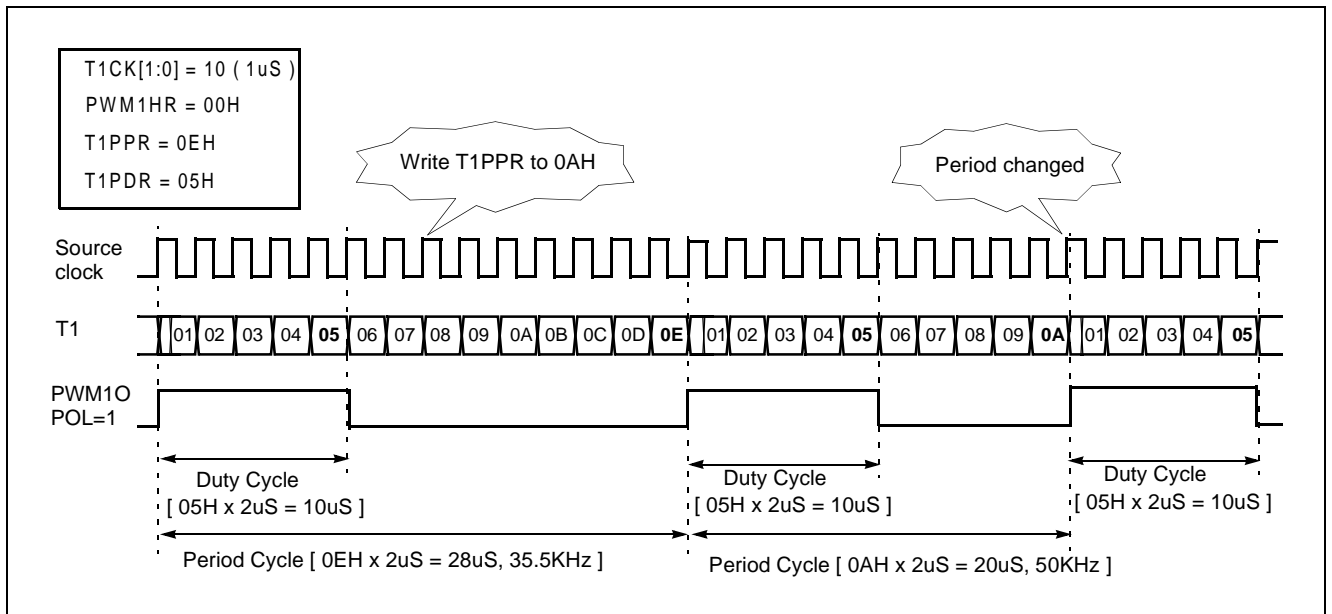 T1CK[1:0] = 10 ( 1uS )
PWM1HR = 00H
T1PPR = 0EH
T1PDR = 05H
Write T1PPR to 0AH
Period changed
Source
clock
T1
01 02 03 04 05 06 07 08 09 0A 0B 0C 0D 0E 01 02 03 04 05 06 07 08 09 0A 01 02 03 04 05
PWM1O
POL=1
Duty Cycle
[ 05H x 2uS = 10uS ]
Duty Cycle
[ 05H x 2uS = 10uS ]
Duty Cycle
[ 05H x 2uS = 10uS ]
Period Cycle [ 0EH x 2uS = 28uS, 35.5KHz ]
Period Cycle [ 0AH x 2uS = 20uS, 50KHz ]